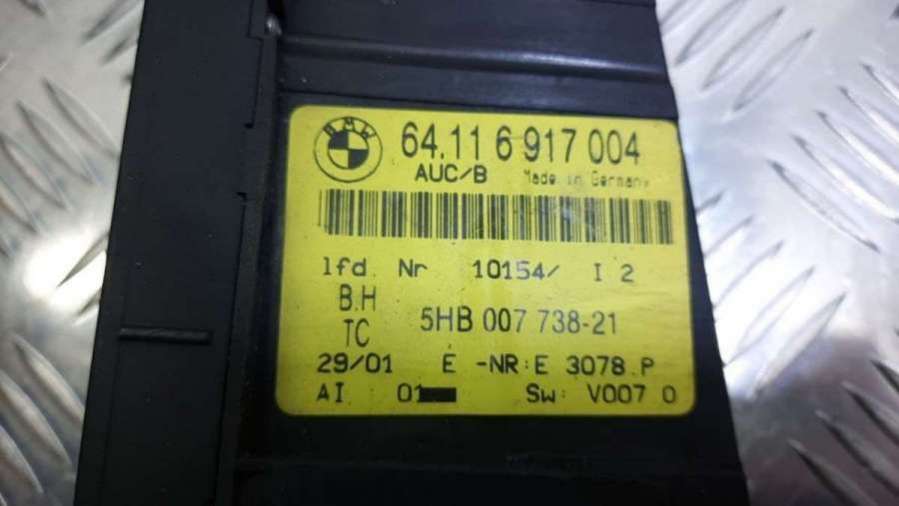 BMW 64.11 6 917 004
AUC/B Made in Germany
lfd. Nr 10154/ I 2
B.H
TC 5HB 007 738-21
29/01 E -NR:E 3078.P
AI 01 Sw: V007 0